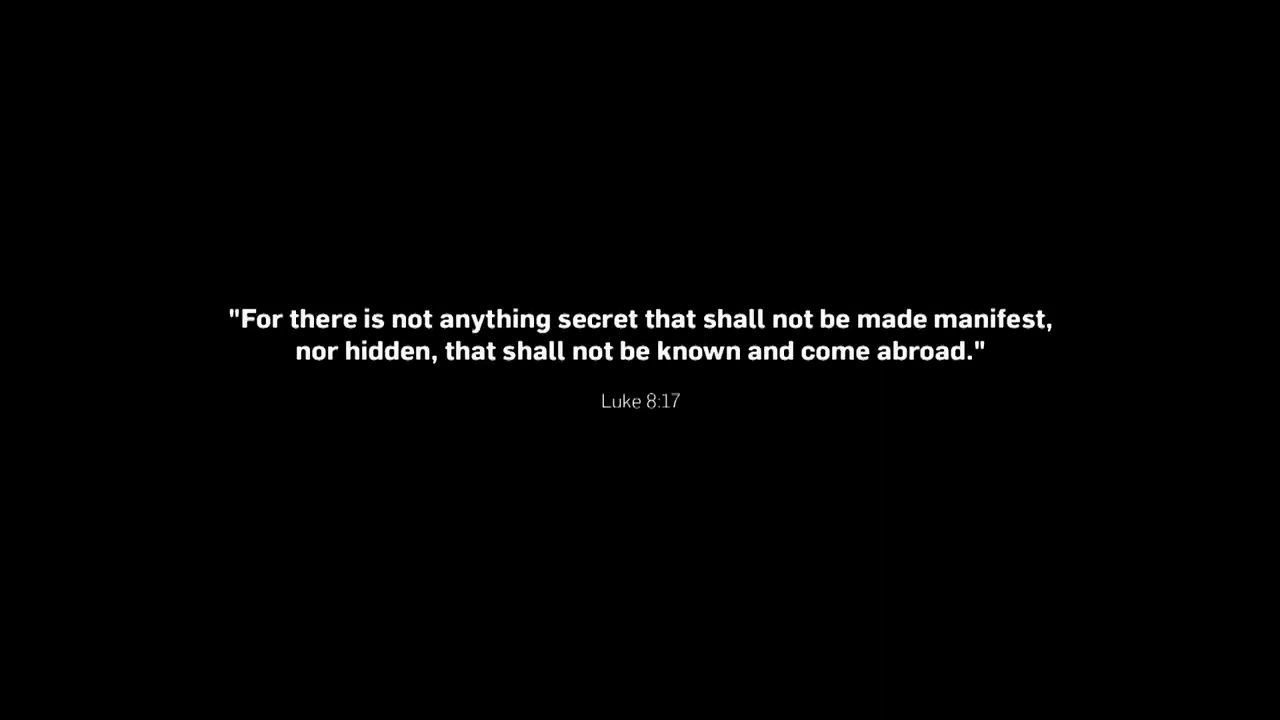 "For there is not anything secret that shall not be made manifest,
nor hidden, that shall not be known and come abroad."
Luke 8:17